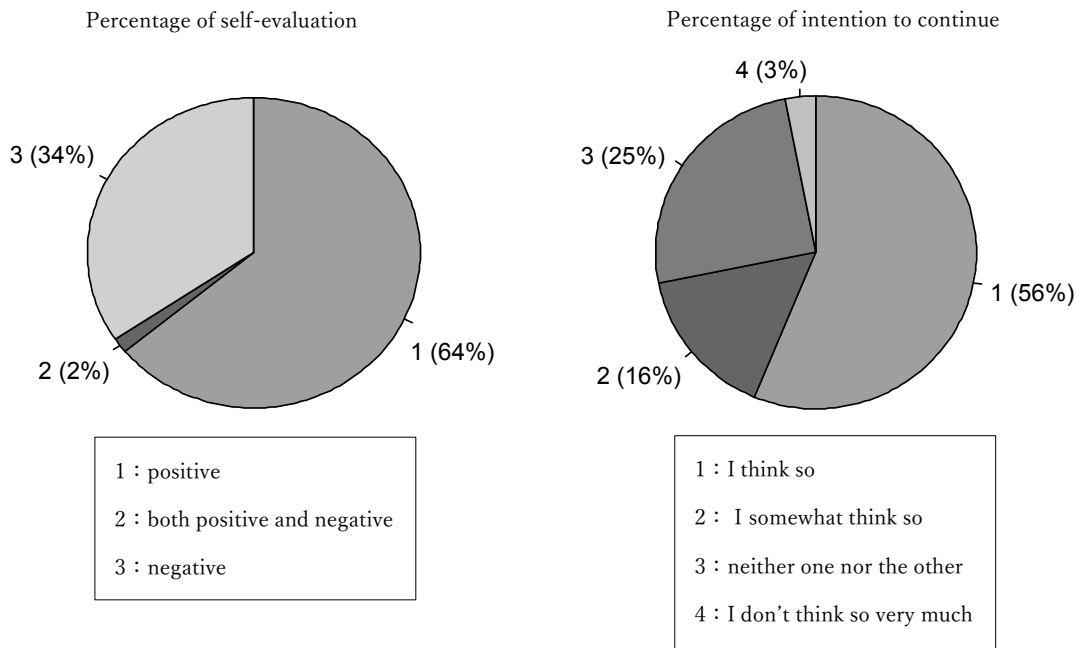 Percentage of self-evaluation
3 (34%)
2 (2%)
1 (64%)
1：positive
2：both positive and negative
3：negative
Percentage of intention to continue
4 (3%)
3 (25%)
1 (56%)
2 (16%)
1：I think so
2： I somewhat think so
3：neither one nor the other
4：I don’t think so very much